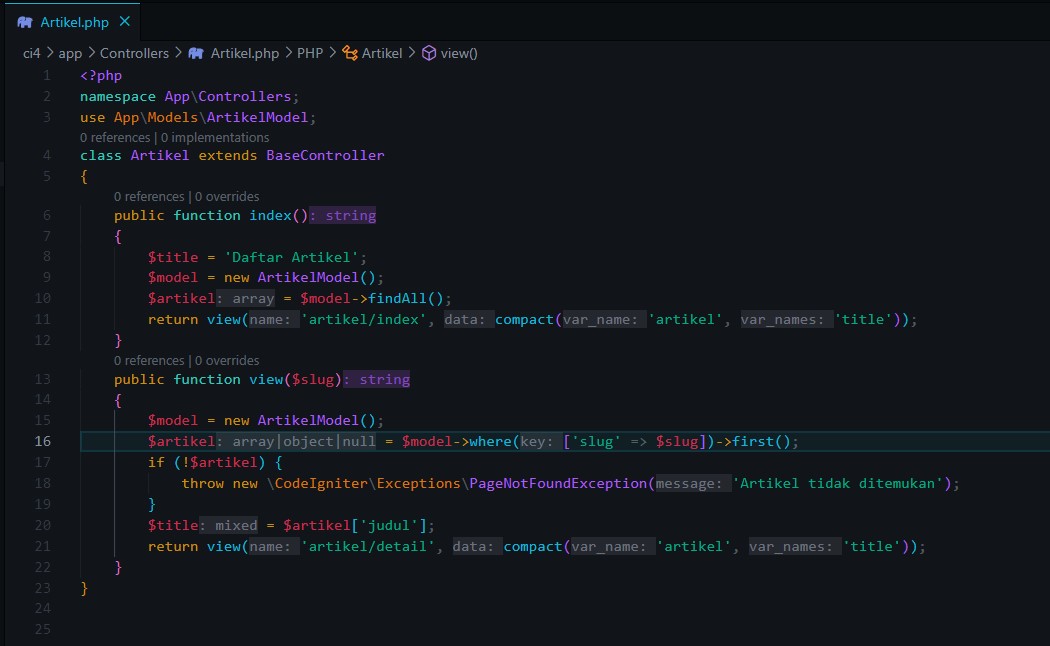 Artikel.php
ci4 > app > Controllers > Artikel.php > PHP > Artikel > view()
1 <?php
2 namespace App\Controllers;
3 use App\Models\ArtikelModel;
0 references | 0 implementations
4 class Artikel extends BaseController
5 {
0 references | 0 overrides
6     public function index(): string
7     {
8         $title = 'Daftar Artikel';
9         $model = new ArtikelModel();
10         $artikel: array = $model->findAll();
11         return view(name: 'artikel/index', data: compact(var_name: 'artikel', var_names: 'title'));
12     }
0 references | 0 overrides
13     public function view($slug): string
14     {
15         $model = new ArtikelModel();
16         $artikel: array|object|null = $model->where(key: ['slug' => $slug])->first();
17         if (!$artikel) {
18             throw new \CodeIgniter\Exceptions\PageNotFoundException(message: 'Artikel tidak ditemukan');
19         }
20         $title: mixed = $artikel['judul'];
21         return view(name: 'artikel/detail', data: compact(var_name: 'artikel', var_names: 'title'));
22     }
23 }
24
25